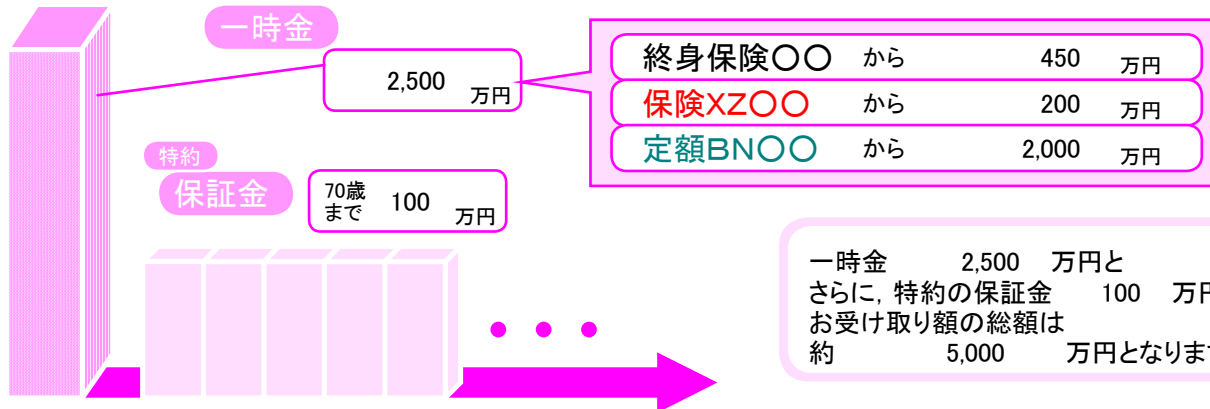 一時金
2,500 万円
終身保険〇〇 から 450 万円
保険XZ〇〇 から 200 万円
定額BN〇〇 から 2,000 万円
特約
保証金
70歳
まで 100 万円
一時金 2,500 万円と
さらに, 特約の保証金 100 万円
お受け取り額の総額は
約 5,000 万円となります